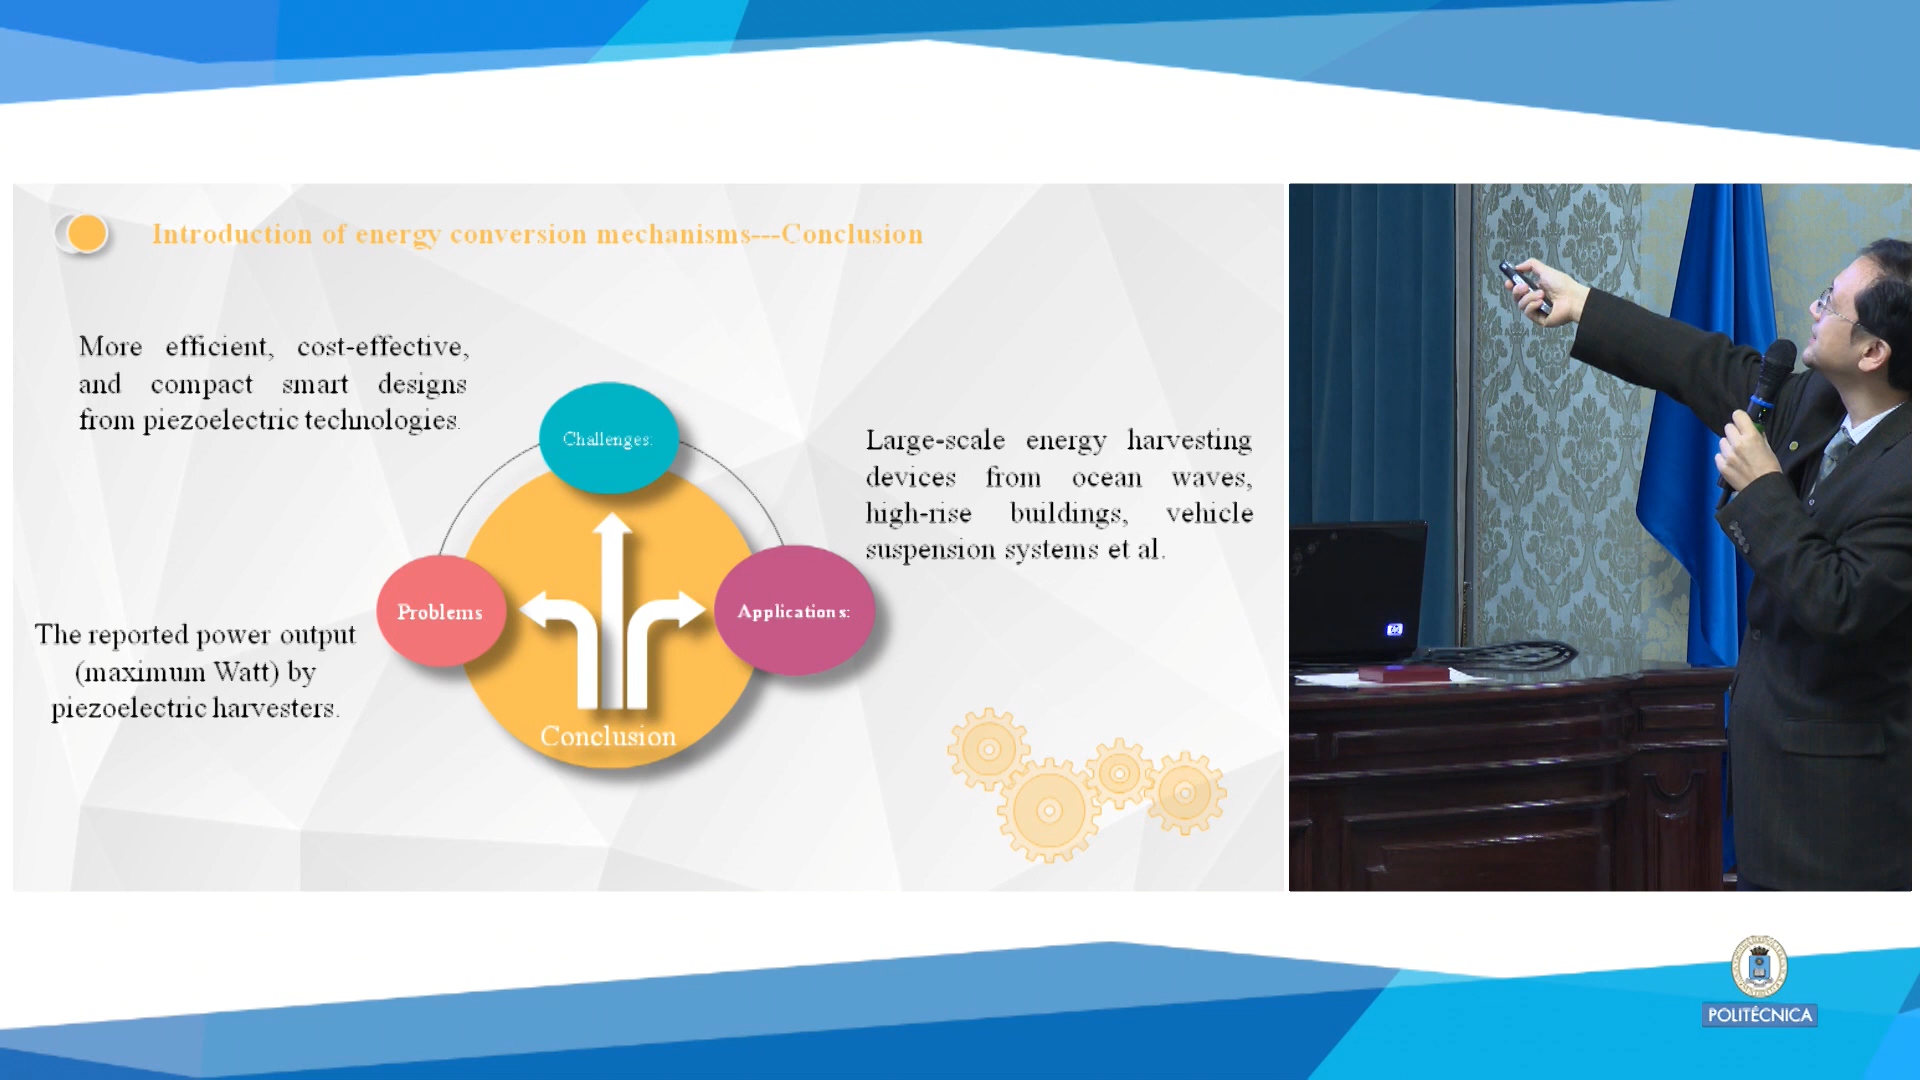 Introduction of energy conversion mechanisms---Conclusion
More efficient, cost-effective,
and compact smart designs
from piezoelectric technologies.
Challenges:
Large-scale energy harvesting
devices from ocean waves,
high-rise buildings, vehicle
suspension systems et al.
Problems
Applications:
The reported power output
(maximum Watt) by
piezoelectric harvesters.
Conclusion
hp
POLITÉCNICA